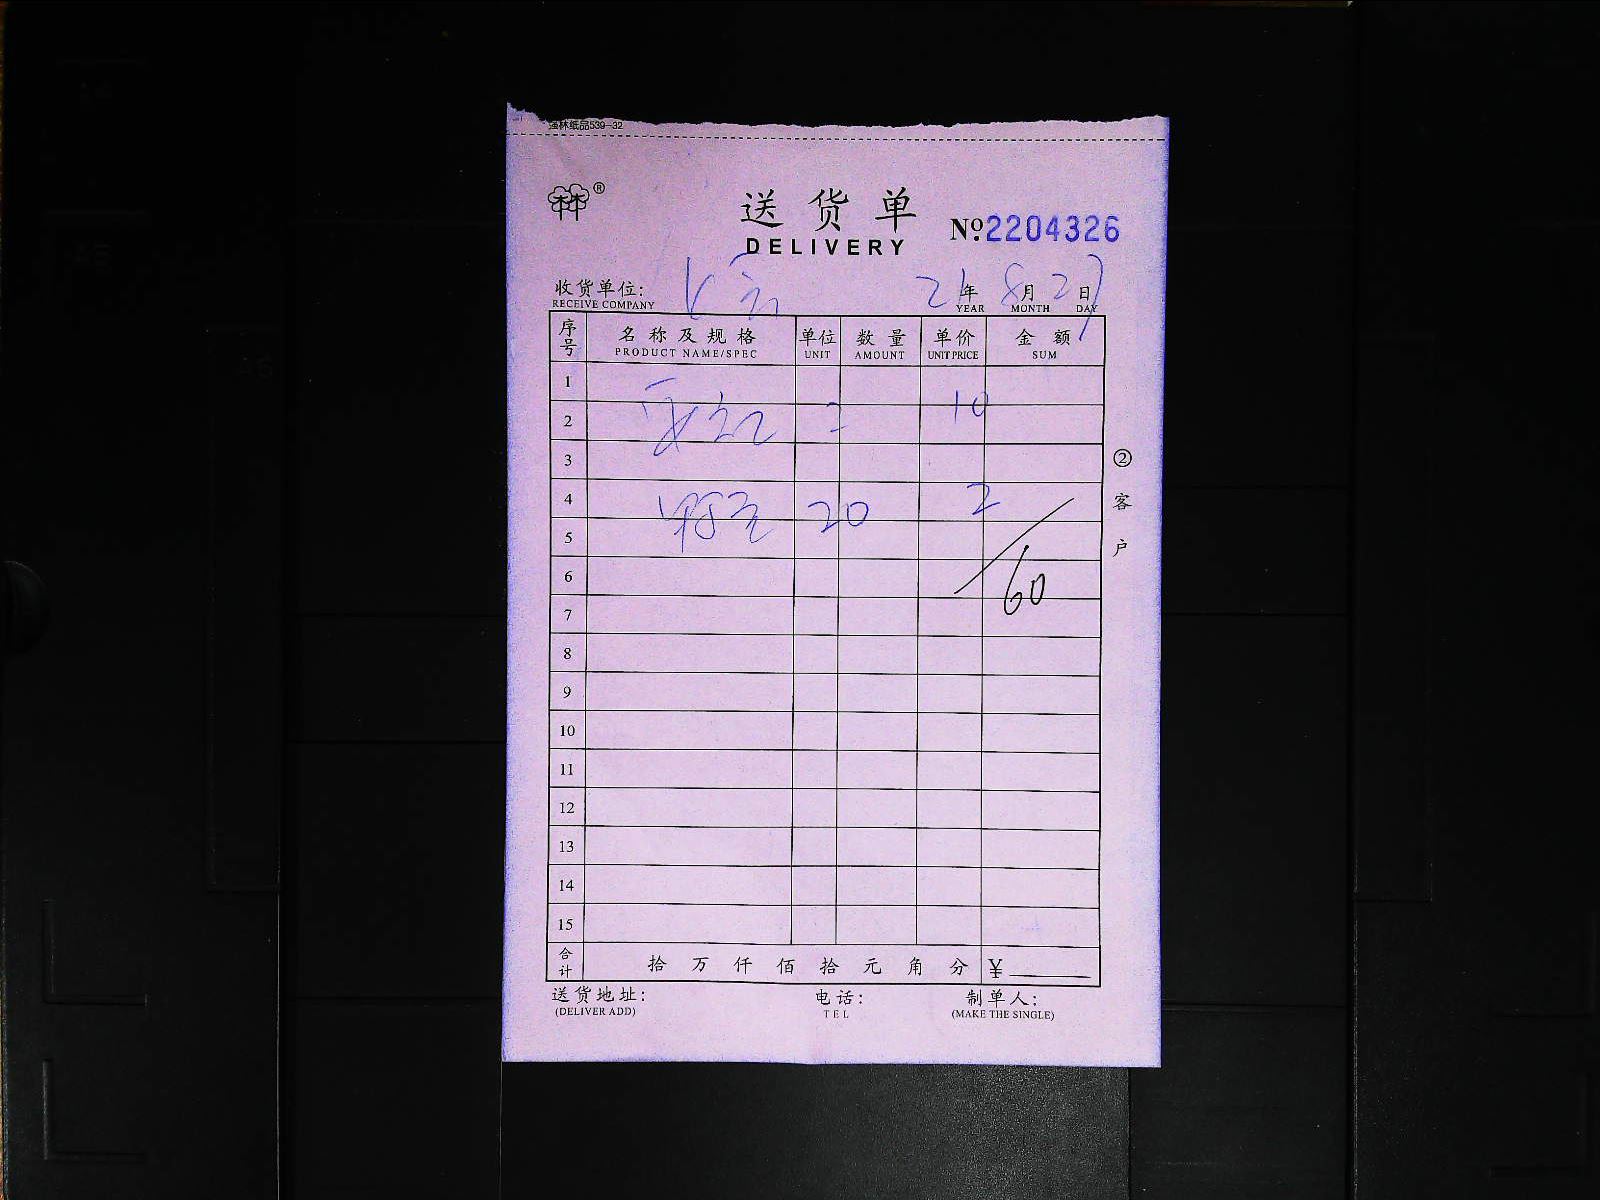 强林纸品539-32
®
送货单
DELIVERY
№2204326
收货单位:
RECEIVE COMPANY
21年 8月 27日
YEAR MONTH DAY
序号 名称及规格 单位 数量 单价 金额
PRODUCT NAME/SPEC UNIT AMOUNT UNIT PRICE SUM
1
2 10
3
4 20 2
5
6 60
7
8
9
10
11
12
13
14
15
合计 拾 万 仟 佰 拾 元 角 分 ¥
② 客户
送货地址: 电话: 制单人:
(DELIVER ADD) TEL (MAKE THE SINGLE)